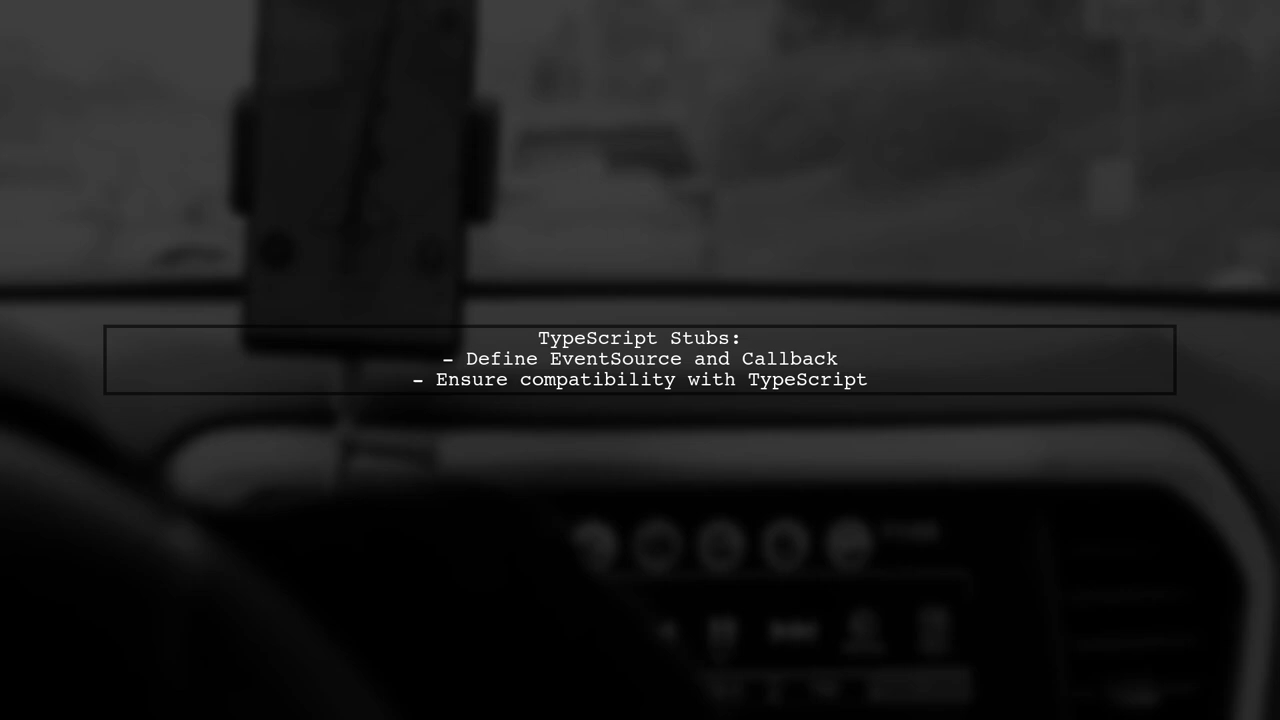 TypeScript Stubs:
– Define EventSource and Callback
– Ensure compatibility with TypeScript